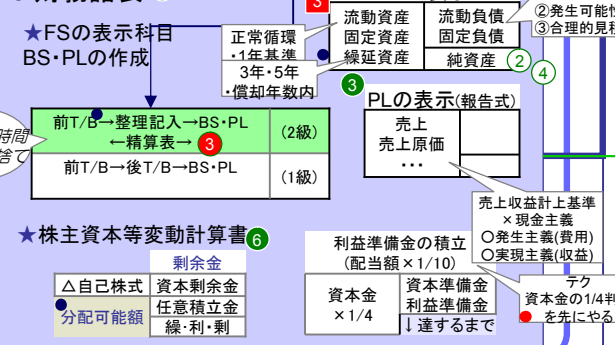 3
★FSの表示科目
BS・PLの作成
正常循環
・1年基準
3年・5年
・償却年数内
流動資産
固定資産
繰延資産
流動負債
固定負債
純資産
②
④
②発生可能性
③合理的見積
3
前T/B→整理記入→BS・PL
←精算表→
3
(2級)
前T/B→後T/B→BS・PL
(1級)
時間
捨て
PLの表示(報告式)
売上
売上原価
・・・
売上収益計上基準
×現金主義
〇発生主義(費用)
〇実現主義(収益)
★株主資本等変動計算書
6
剰余金
△自己株式
資本剰余金
分配可能額
任意積立金
繰・利・剰
利益準備金の積立
(配当額×1/10)
資本金
×1/4
資本準備金
利益準備金
↓達するまで
テク
資本金の1/4判
を先にやる